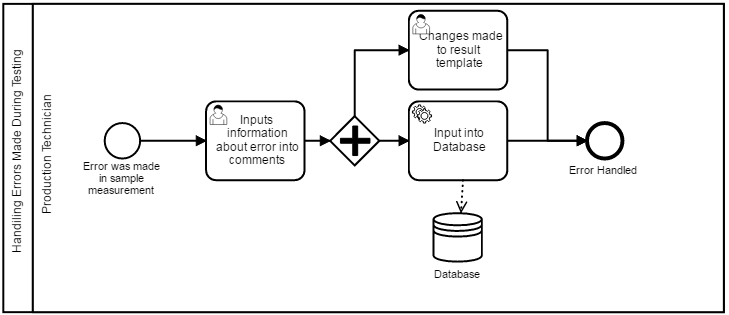 Handiling Errors Made During Testing
Production Technician
Error was made
in sample
measurement
Inputs
information
about error into
comments
Changes made
to result
template
Input into
Database
Database
Error Handled